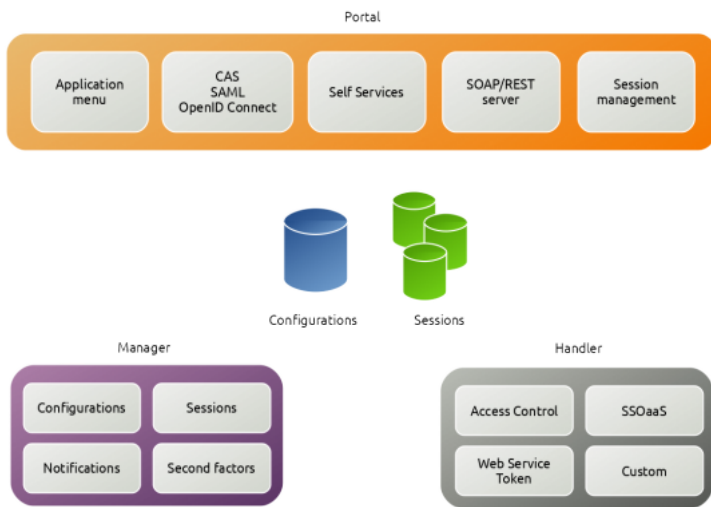 Portal
Application
menu
CAS
SAML
OpenID Connect
Self Services
SOAP/REST
server
Session
management
Configurations
Sessions
Manager
Configurations
Sessions
Notifications
Second factors
Handler
Access Control
SSOaaS
Web Service
Token
Custom